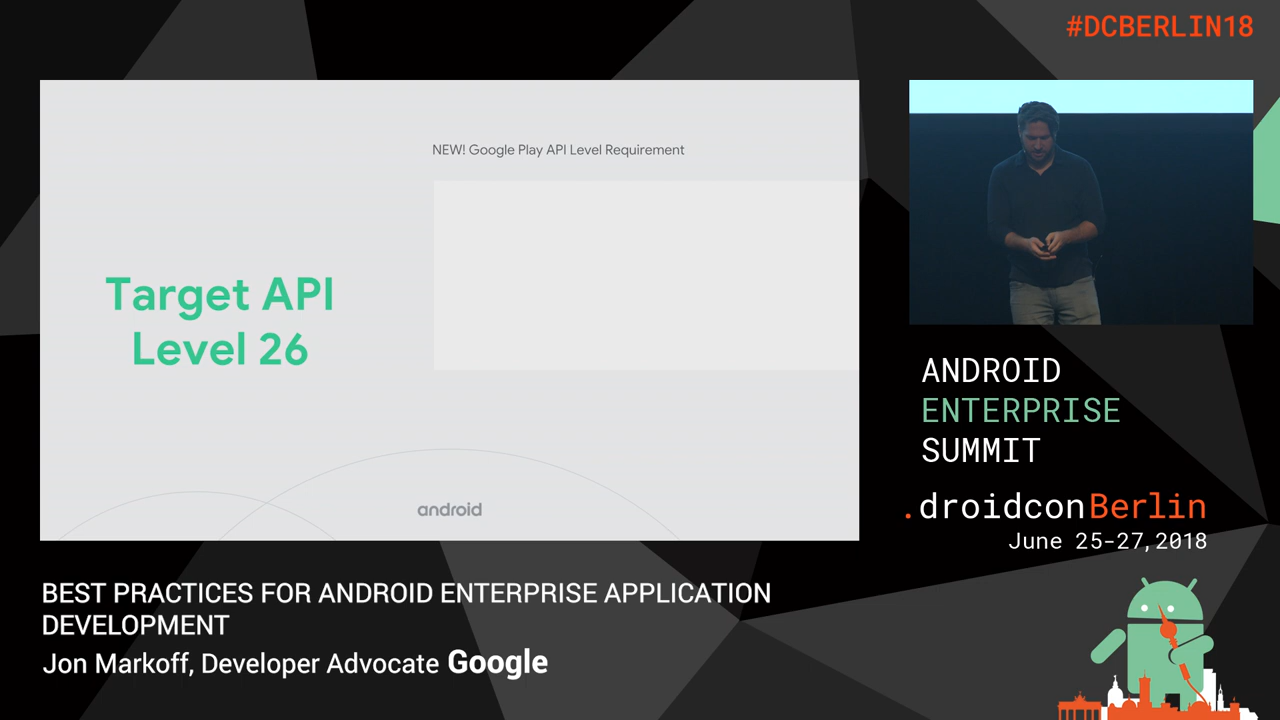 #DCBERLIN18
NEW! Google Play API Level Requirement
Target API
Level 26
android
ANDROID
ENTERPRISE
SUMMIT
.droidconBerlin
June 25-27,2018
BEST PRACTICES FOR ANDROID ENTERPRISE APPLICATION
DEVELOPMENT
Jon Markoff, Developer Advocate Google